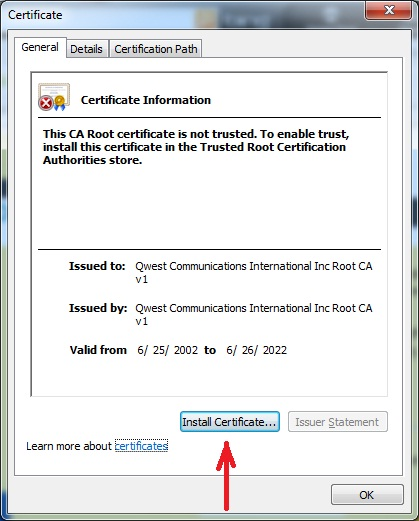 Certificate
General Details Certification Path
Certificate Information
This CA Root certificate is not trusted. To enable trust,
install this certificate in the Trusted Root Certification
Authorities store.
Issued to: Qwest Communications International Inc Root CA
v1
Issued by: Qwest Communications International Inc Root CA
v1
Valid from 6/ 25/ 2002 to 6/ 26/ 2022
Install Certificate... Issuer Statement
Learn more about certificates
OK